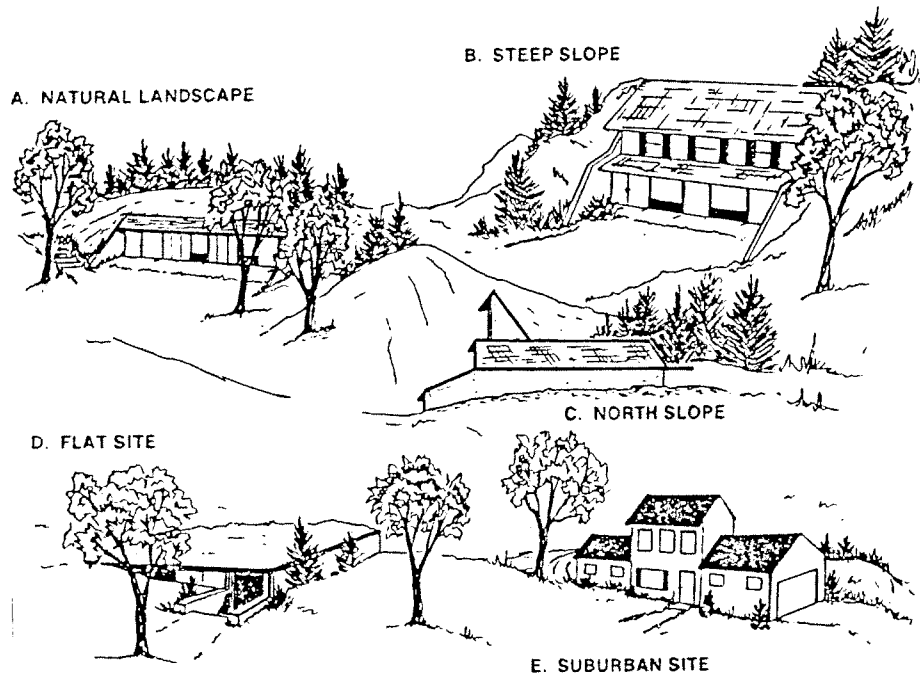 A. NATURAL LANDSCAPE
B. STEEP SLOPE
C. NORTH SLOPE
D. FLAT SITE
E. SUBURBAN SITE